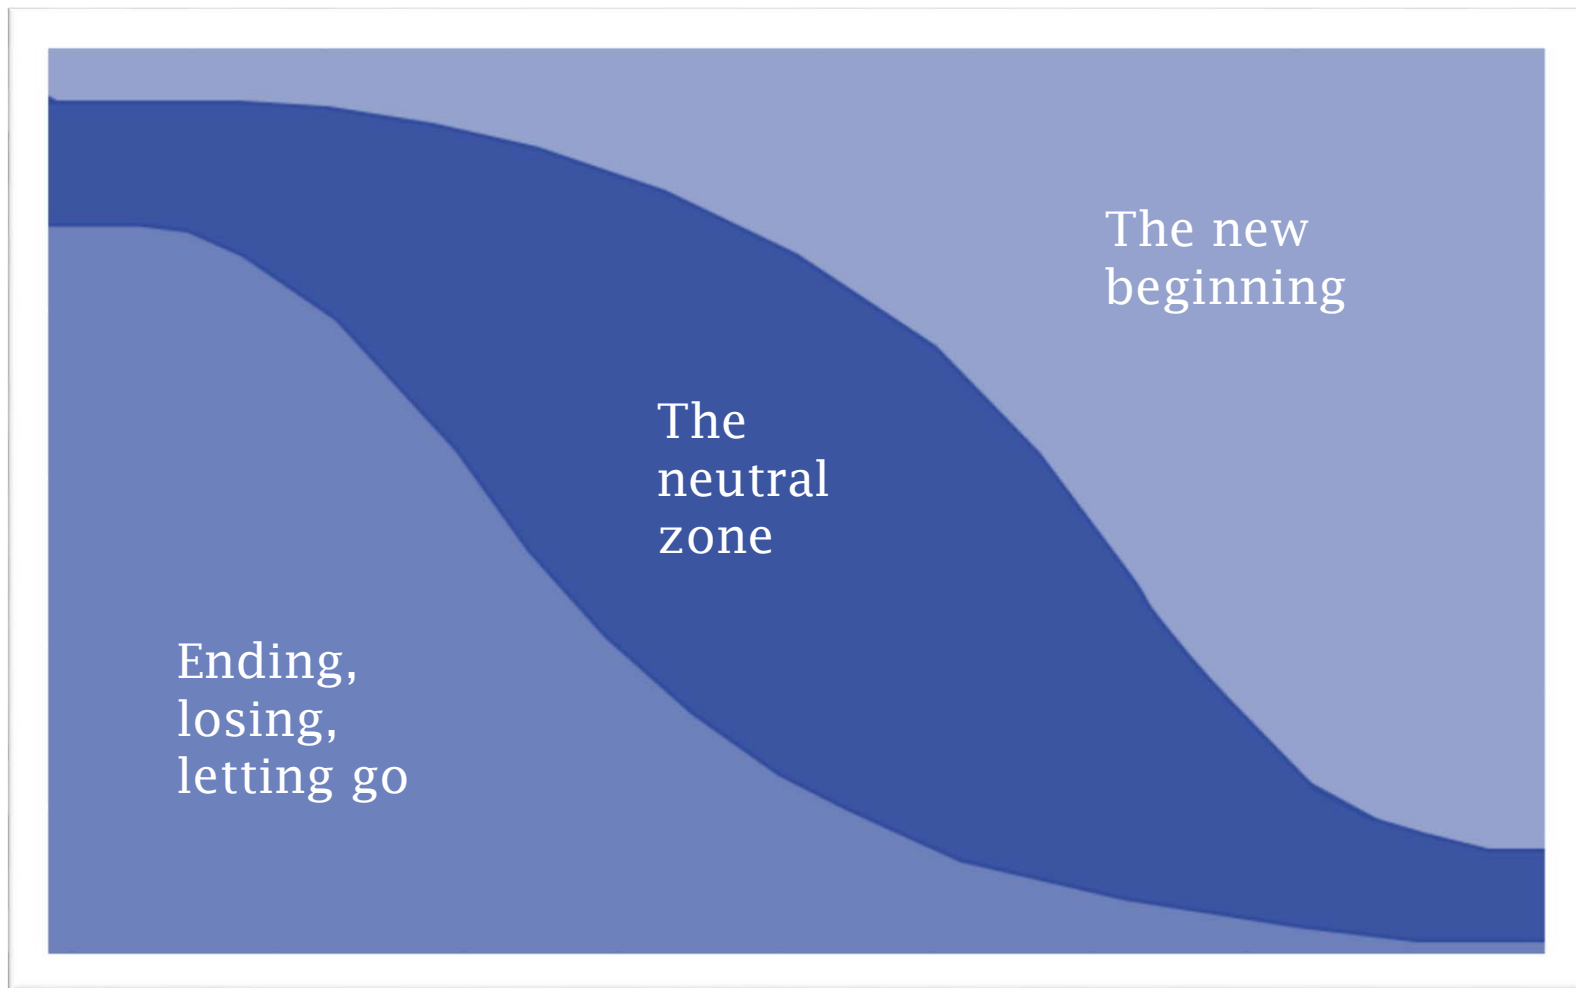 The new
beginning
The
neutral
zone
Ending,
losing,
letting go